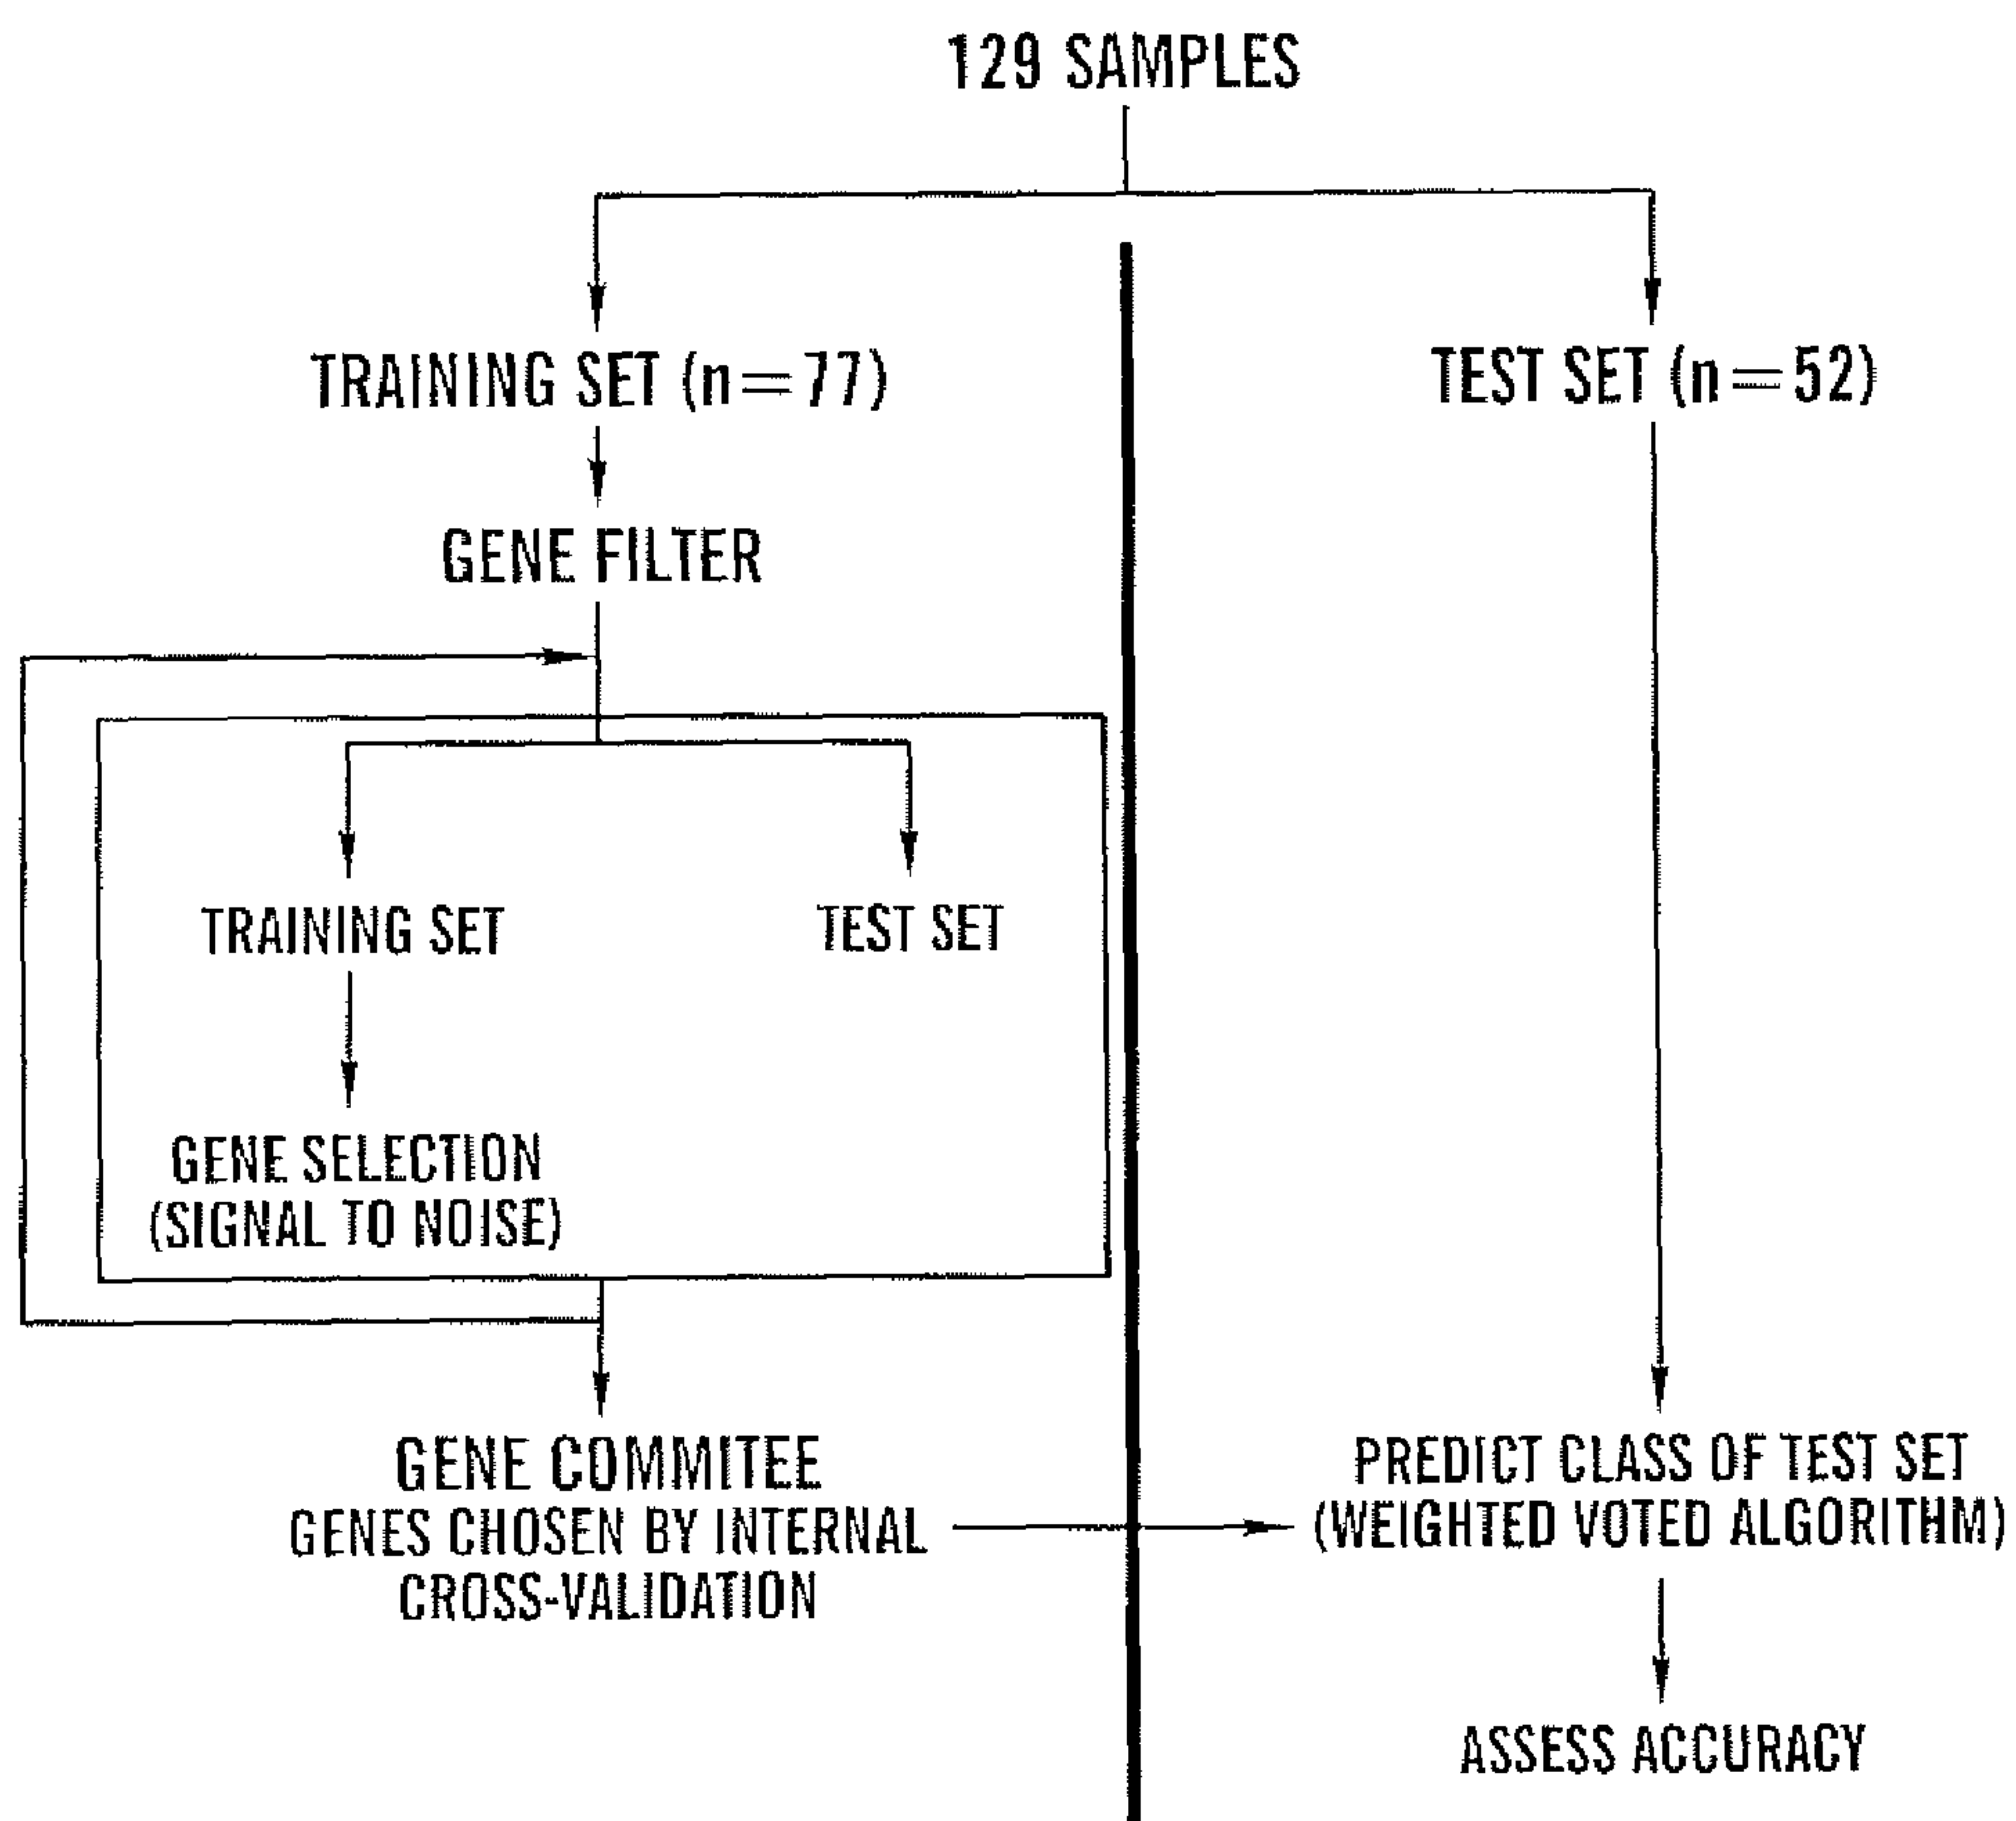 129 SAMPLES
TRAINING SET (n=77)
TEST SET (n=52)
GENE FILTER
TRAINING SET
TEST SET
GENE SELECTION
(SIGNAL TO NOISE)
GENE COMMITEE
GENES CHOSEN BY INTERNAL
CROSS-VALIDATION
PREDICT CLASS OF TEST SET
(WEIGHTED VOTED ALGORITHM)
ASSESS ACCURACY